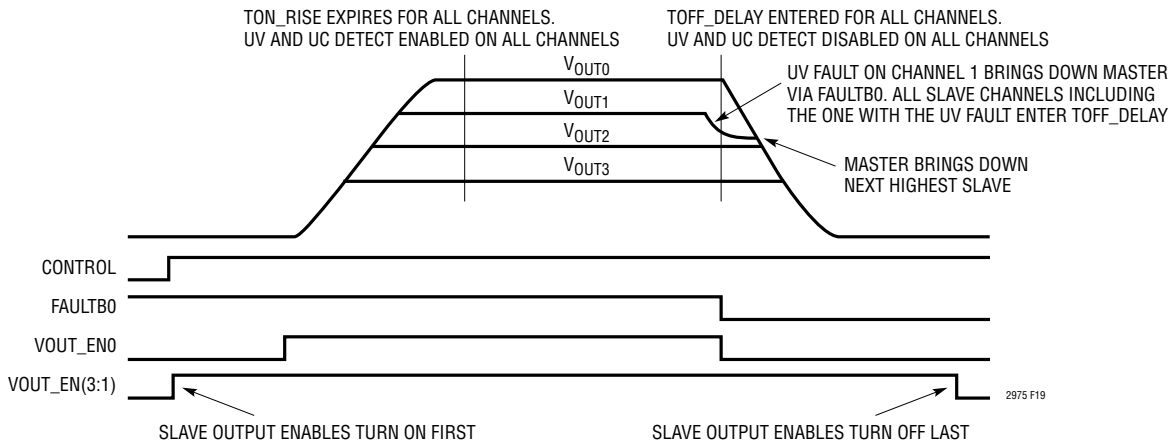 TON_RISE EXPIRES FOR ALL CHANNELS.
UV AND UC DETECT ENABLED ON ALL CHANNELS
TOFF_DELAY ENTERED FOR ALL CHANNELS.
UV AND UC DETECT DISABLED ON ALL CHANNELS
VOUT0
VOUT1
VOUT2
VOUT3
UV FAULT ON CHANNEL 1 BRINGS DOWN MASTER
VIA FAULTB0. ALL SLAVE CHANNELS INCLUDING
THE ONE WITH THE UV FAULT ENTER TOFF_DELAY
MASTER BRINGS DOWN
NEXT HIGHEST SLAVE
CONTROL
FAULTB0
VOUT_EN0
VOUT_EN(3:1)
2975 F19
SLAVE OUTPUT ENABLES TURN ON FIRST
SLAVE OUTPUT ENABLES TURN OFF LAST